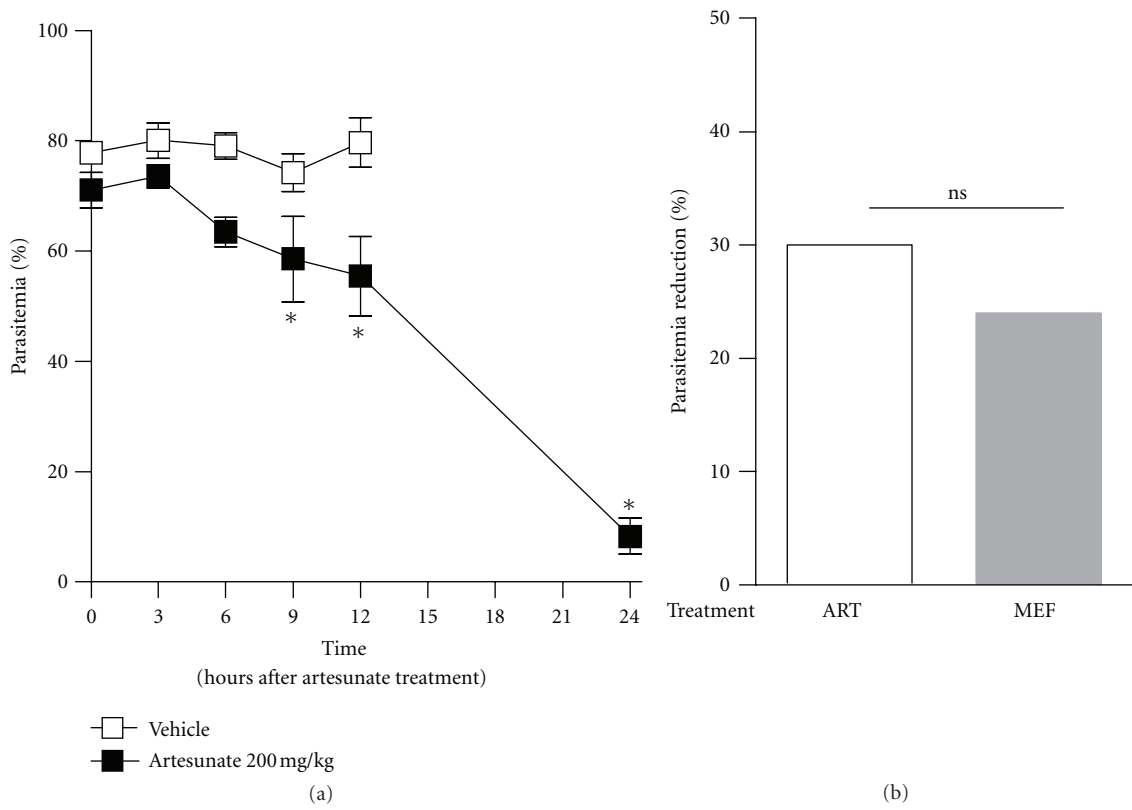 100
80
60
40
20
0
Parasitemia (%)
*
*
*
0 3 6 9 12 15 18 21 24
Time
(hours after artesunate treatment)
Vehicle
Artesunate 200 mg/kg
(a)
50
40
30
20
10
0
Parasitemia reduction (%)
ns
Treatment ART MEF
(b)